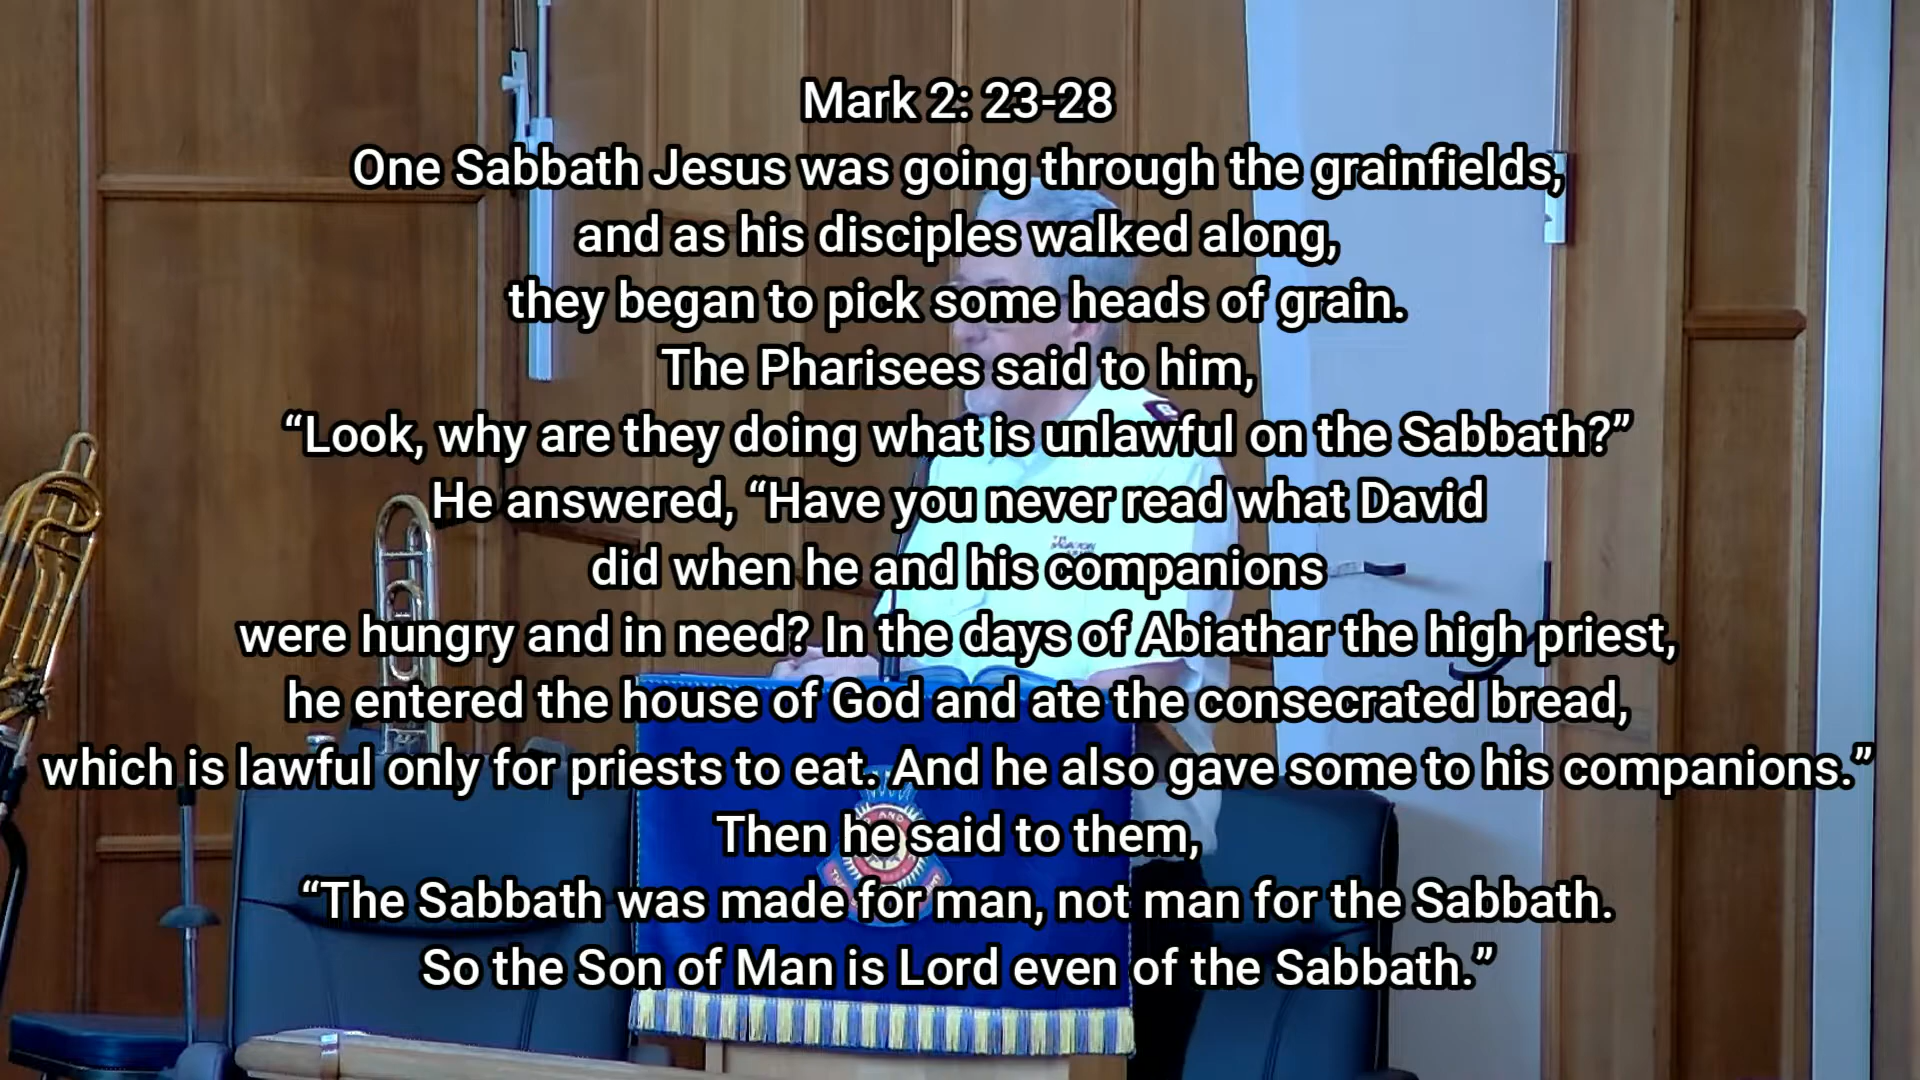 Mark 2: 23-28
One Sabbath Jesus was going through the grainfields,
and as his disciples walked along,
they began to pick some heads of grain.
The Pharisees said to him,
“Look, why are they doing what is unlawful on the Sabbath?”
He answered, “Have you never read what David
did when he and his companions
were hungry and in need? In the days of Abiathar the high priest,
he entered the house of God and ate the consecrated bread,
which is lawful only for priests to eat. And he also gave some to his companions.”
Then he said to them,
“The Sabbath was made for man, not man for the Sabbath.
So the Son of Man is Lord even of the Sabbath.”